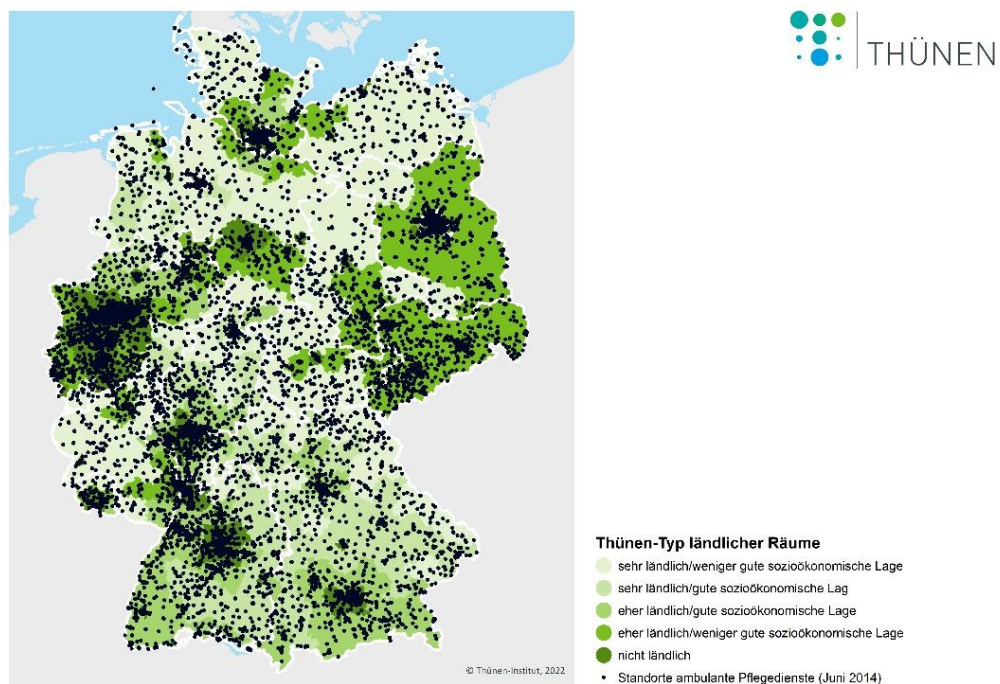 THÜNEN
Thünen-Typ ländlicher Räume
sehr ländlich/weniger gute sozioökonomische Lage
sehr ländlich/gute sozioökonomische Lag
eher ländlich/gute sozioökonomische Lage
eher ländlich/weniger gute sozioökonomische Lage
nicht ländlich
Standorte ambulante Pflegedienste (Juni 2014)
© Thünen-Institut, 2022